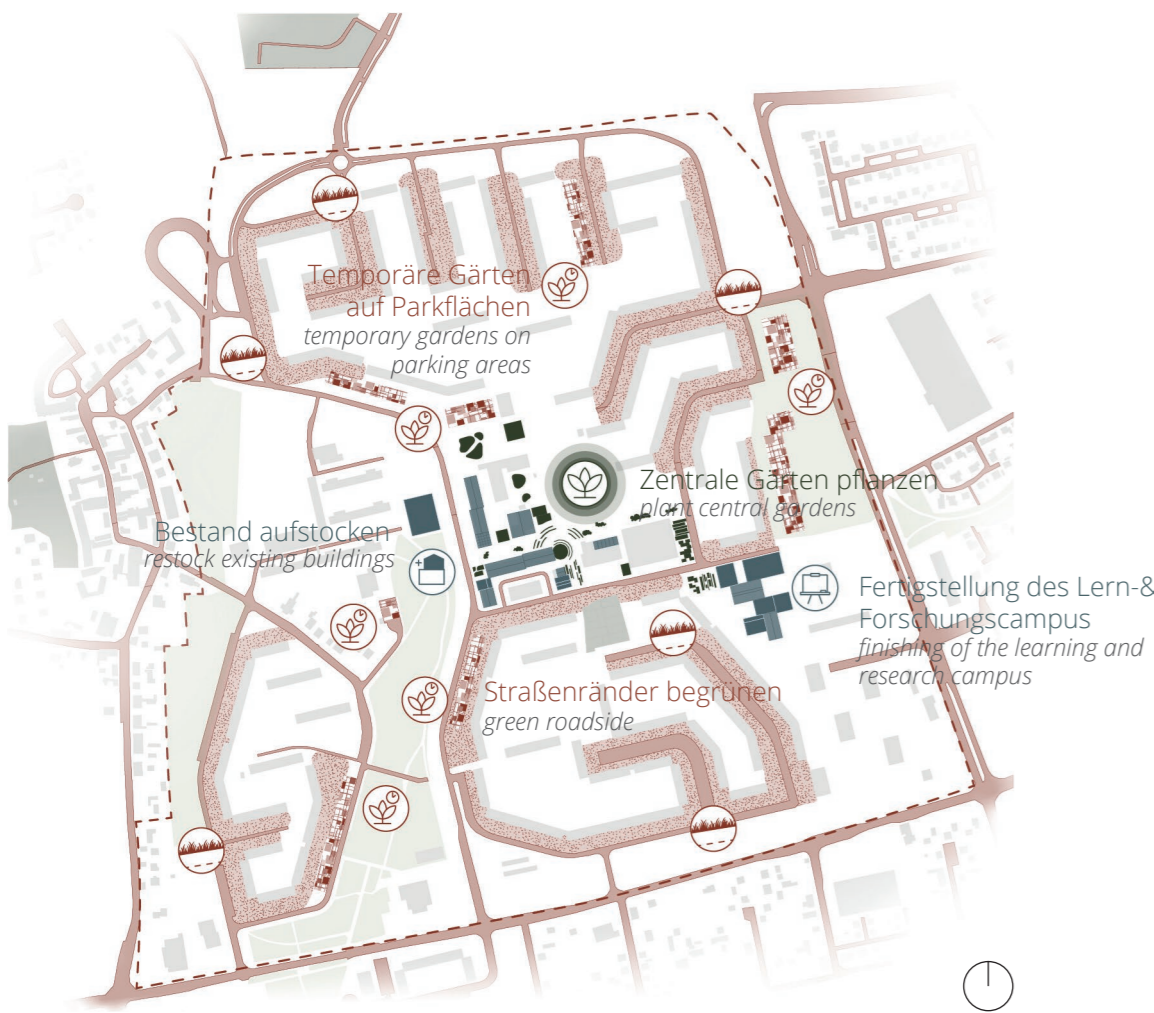 Temporäre Gärten
auf Parkflächen
temporary gardens on
parking areas
Zentrale Gärten pflanzen
plant central gardens
Bestand aufstocken
restock existing buildings
Fertigstellung des Lern-&
Forschungscampus
finishing of the learning and
research campus
Straßenränder begrünen
green roadside